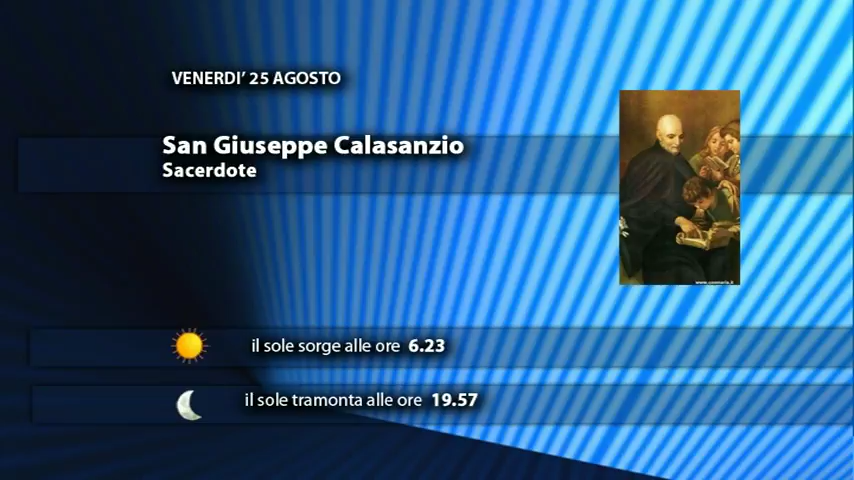 VENERDI’ 25 AGOSTO
San Giuseppe Calasanzio
Sacerdote
il sole sorge alle ore 6.23
il sole tramonta alle ore 19.57